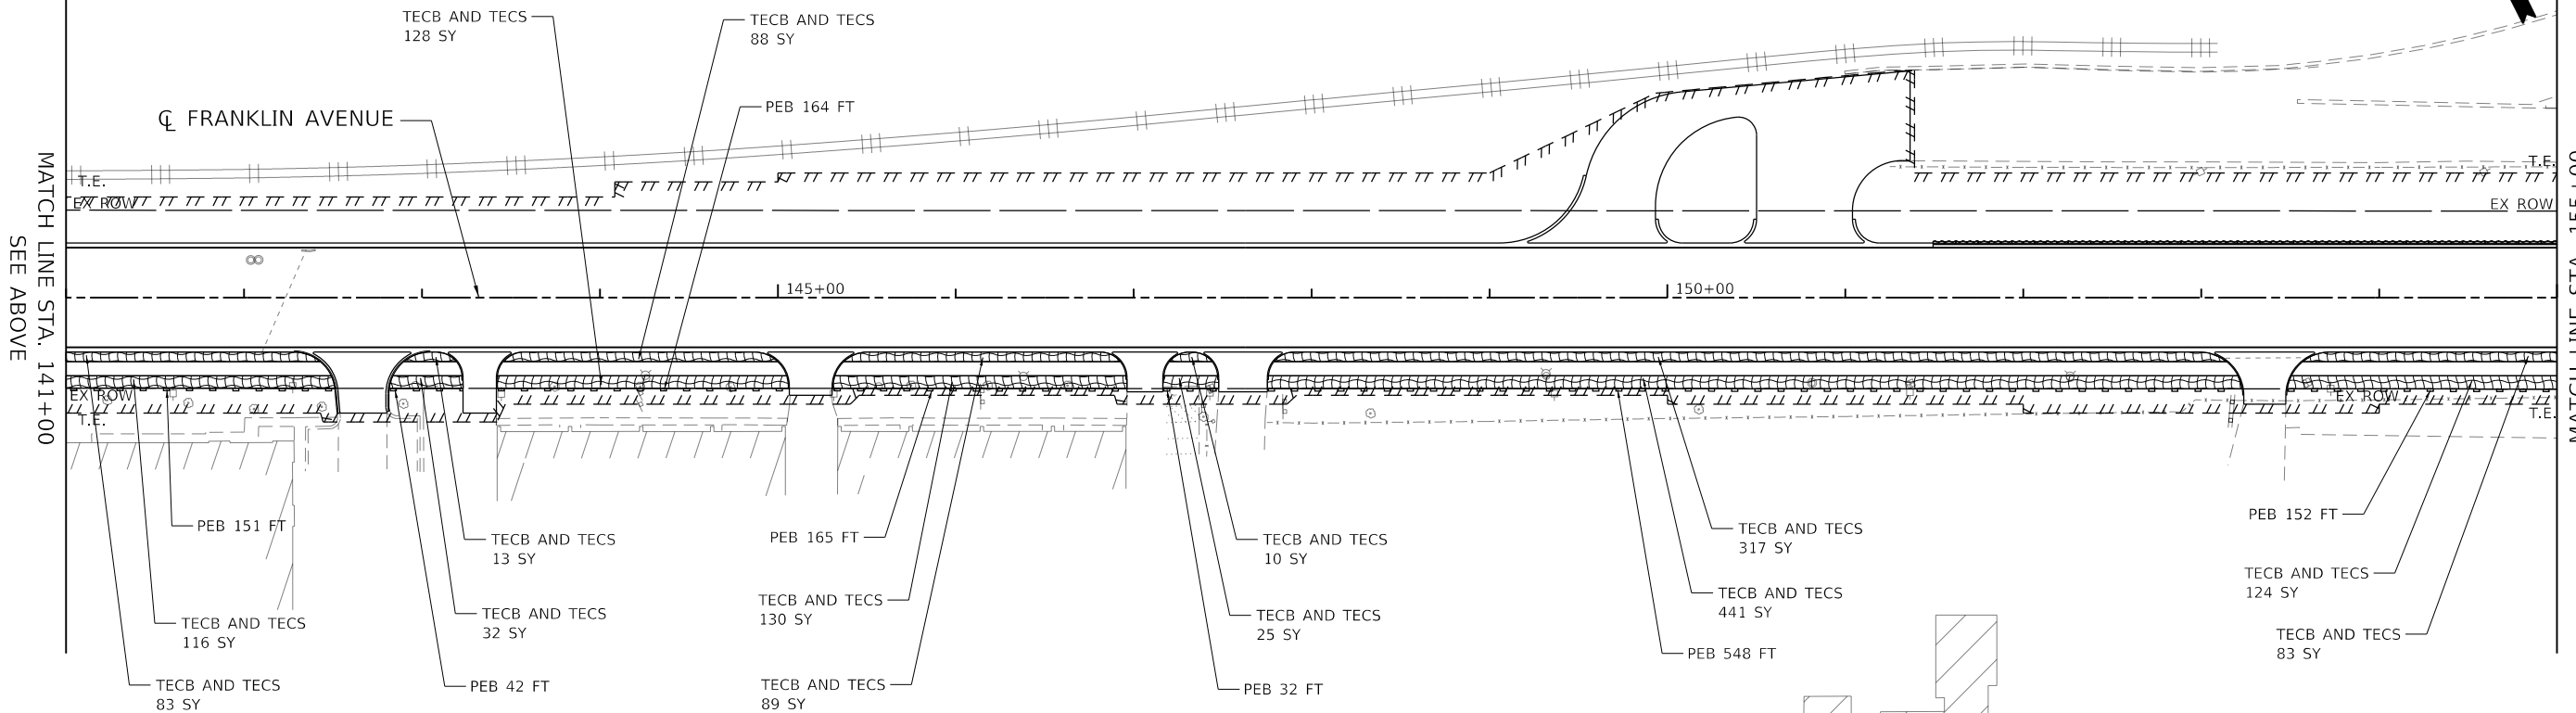 TECB AND TECS
128 SY
TECB AND TECS
88 SY
PEB 164 FT
℄ FRANKLIN AVENUE
MATCH LINE STA. 141+00
SEE ABOVE
T.E.
EX ROW
T.E.
EX ROW
145+00
150+00
EX ROW
T.E.
EX ROW
T.E.
PEB 151 FT
TECB AND TECS
116 SY
TECB AND TECS
83 SY
TECB AND TECS
13 SY
TECB AND TECS
32 SY
PEB 42 FT
PEB 165 FT
TECB AND TECS
130 SY
TECB AND TECS
89 SY
TECB AND TECS
10 SY
TECB AND TECS
25 SY
PEB 32 FT
TECB AND TECS
317 SY
TECB AND TECS
441 SY
PEB 548 FT
PEB 152 FT
TECB AND TECS
124 SY
TECB AND TECS
83 SY